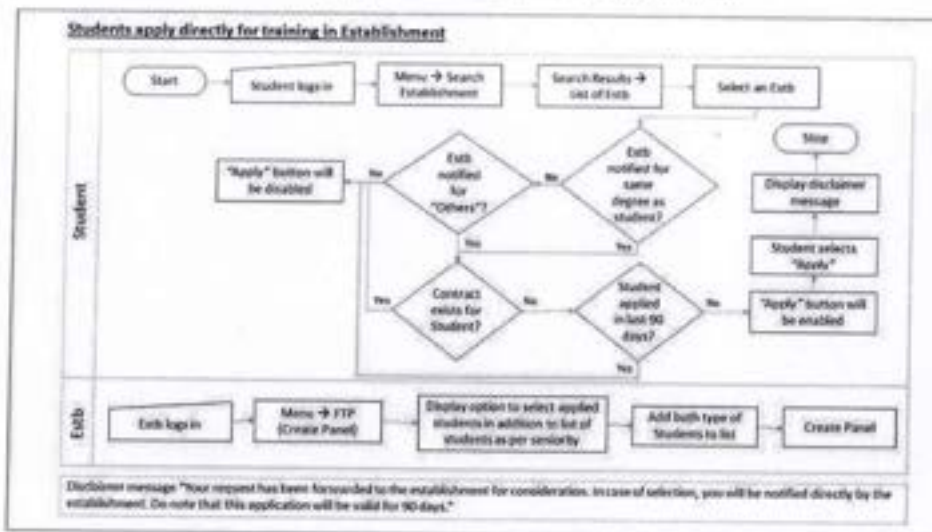 Students apply directly for training in Establishment
Student
Start
Student logs in
Menu → Search
Establishment
Search Results →
List of Estb
Select an Estb
Stop
"Apply" button will
be disabled
No
Estb
notified
for
"Others"?
No
Estb
notified for
same
degree as
student?
Display disclaimer
message
Yes
Yes
Student selects
"Apply"
Yes
Contract
exists for
Student?
No
Student
applied
in last 90
days?
No
"Apply" button will
be enabled
Yes
Estb
Estb logs in
Menu → FTP
(Create Panel)
Display option to select applied
students in addition to list of
students as per seniority
Add both type of
Students to list
Create Panel
Disclaimer message "Your request has been forwarded to the establishment for consideration. In case of selection, you will be notified directly by the
establishment. Do note that this application will be valid for 90 days."